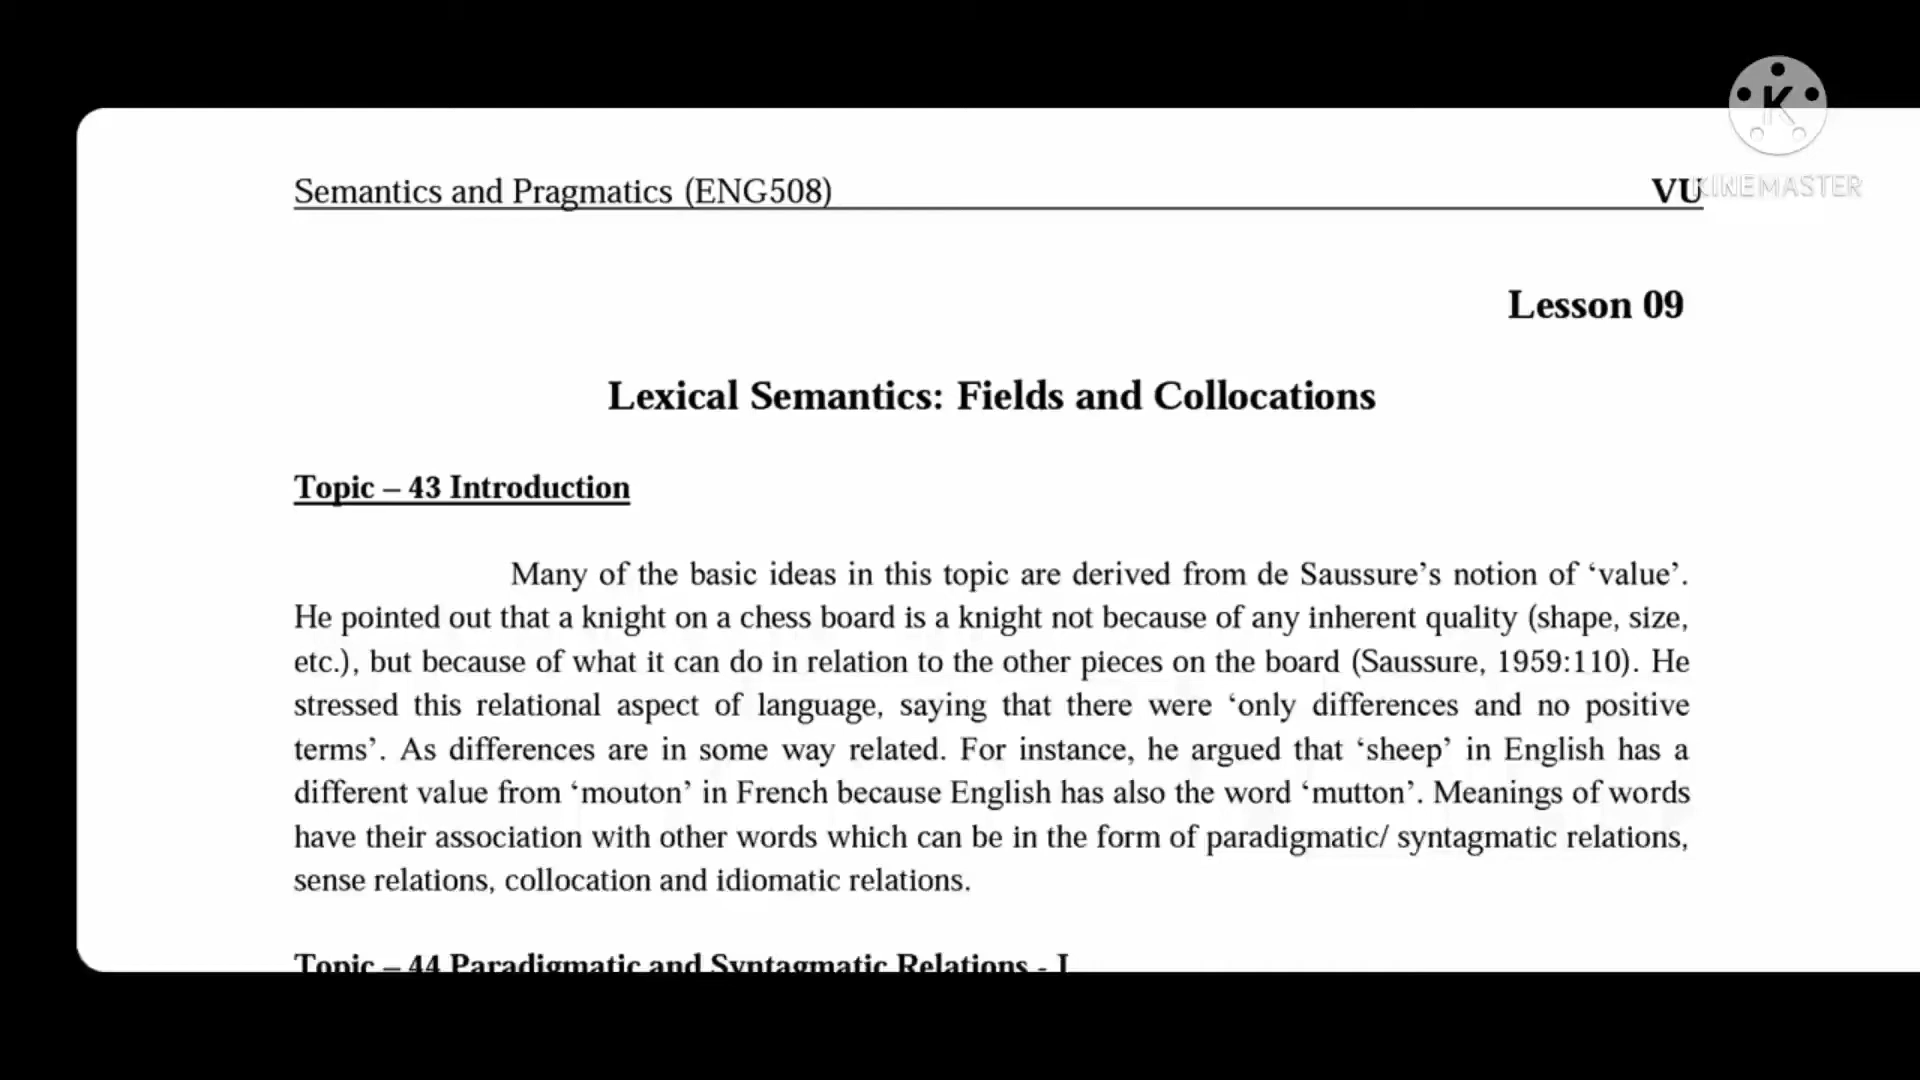 K
Semantics and Pragmatics (ENG508) VU
KINEMASTER
Lesson 09
Lexical Semantics: Fields and Collocations
Topic – 43 Introduction
Many of the basic ideas in this topic are derived from de Saussure’s notion of ‘value’.
He pointed out that a knight on a chess board is a knight not because of any inherent quality (shape, size,
etc.), but because of what it can do in relation to the other pieces on the board (Saussure, 1959:110). He
stressed this relational aspect of language, saying that there were ‘only differences and no positive
terms’. As differences are in some way related. For instance, he argued that ‘sheep’ in English has a
different value from ‘mouton’ in French because English has also the word ‘mutton’. Meanings of words
have their association with other words which can be in the form of paradigmatic/ syntagmatic relations,
sense relations, collocation and idiomatic relations.
Topic – 44 Paradigmatic and Syntagmatic Relations - I